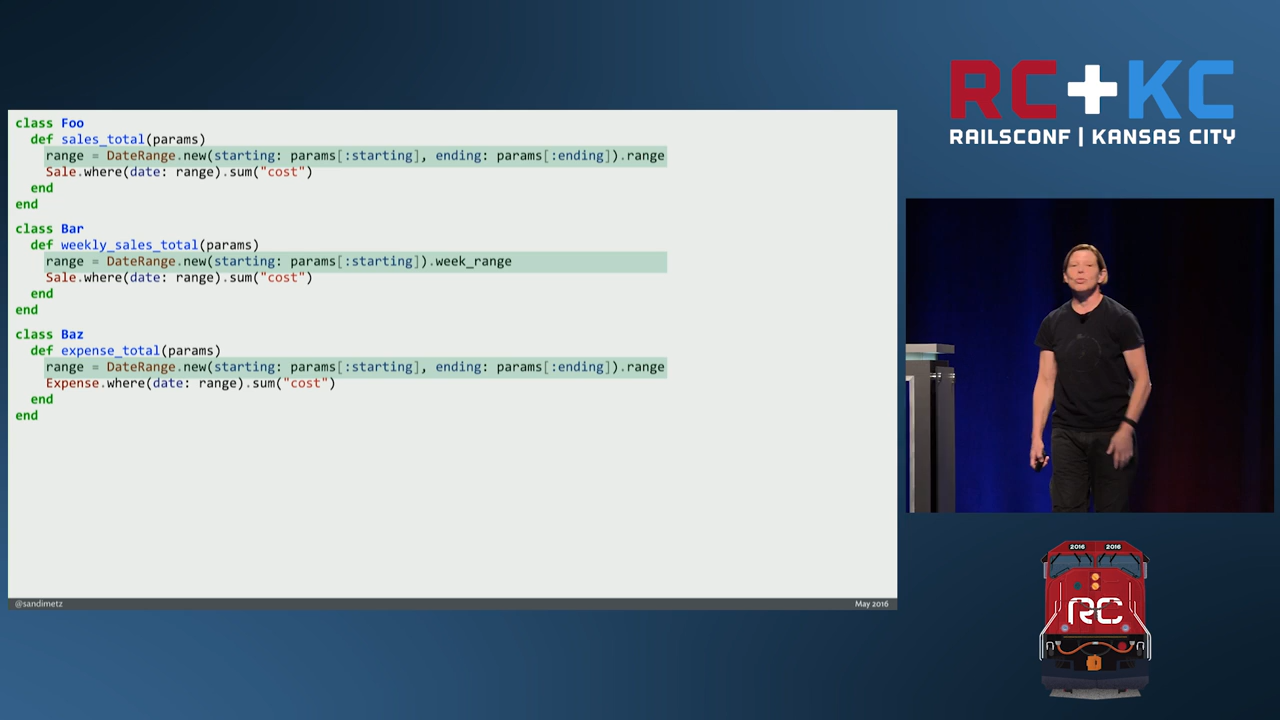 class Foo
def sales_total(params)
range = DateRange.new(starting: params[:starting], ending: params[:ending]).range
Sale.where(date: range).sum("cost")
end
end
class Bar
def weekly_sales_total(params)
range = DateRange.new(starting: params[:starting]).week_range
Sale.where(date: range).sum("cost")
end
end
class Baz
def expense_total(params)
range = DateRange.new(starting: params[:starting], ending: params[:ending]).range
Expense.where(date: range).sum("cost")
end
end
@sandimetz
May 2016
RC+KC
RAILSCONF | KANSAS CITY
2016 2016
RC